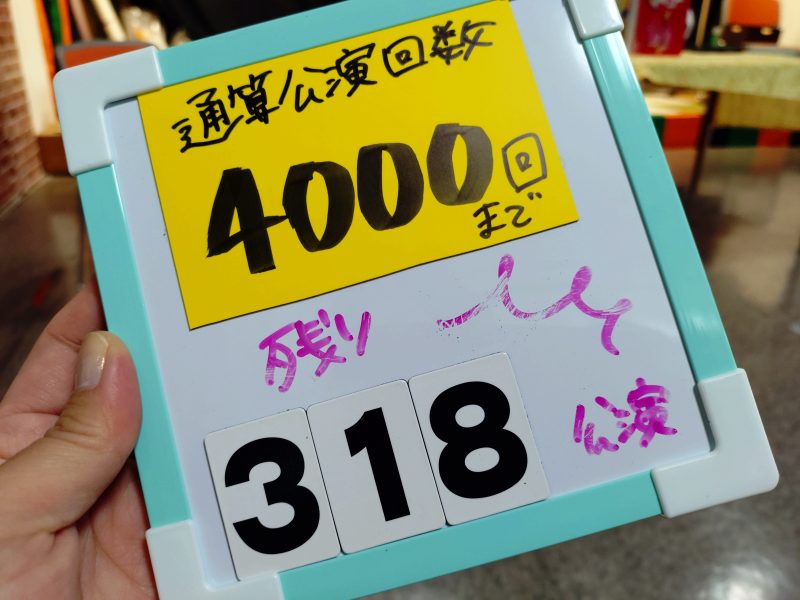 通算公演回数
4000回
まで
残り
318
公演